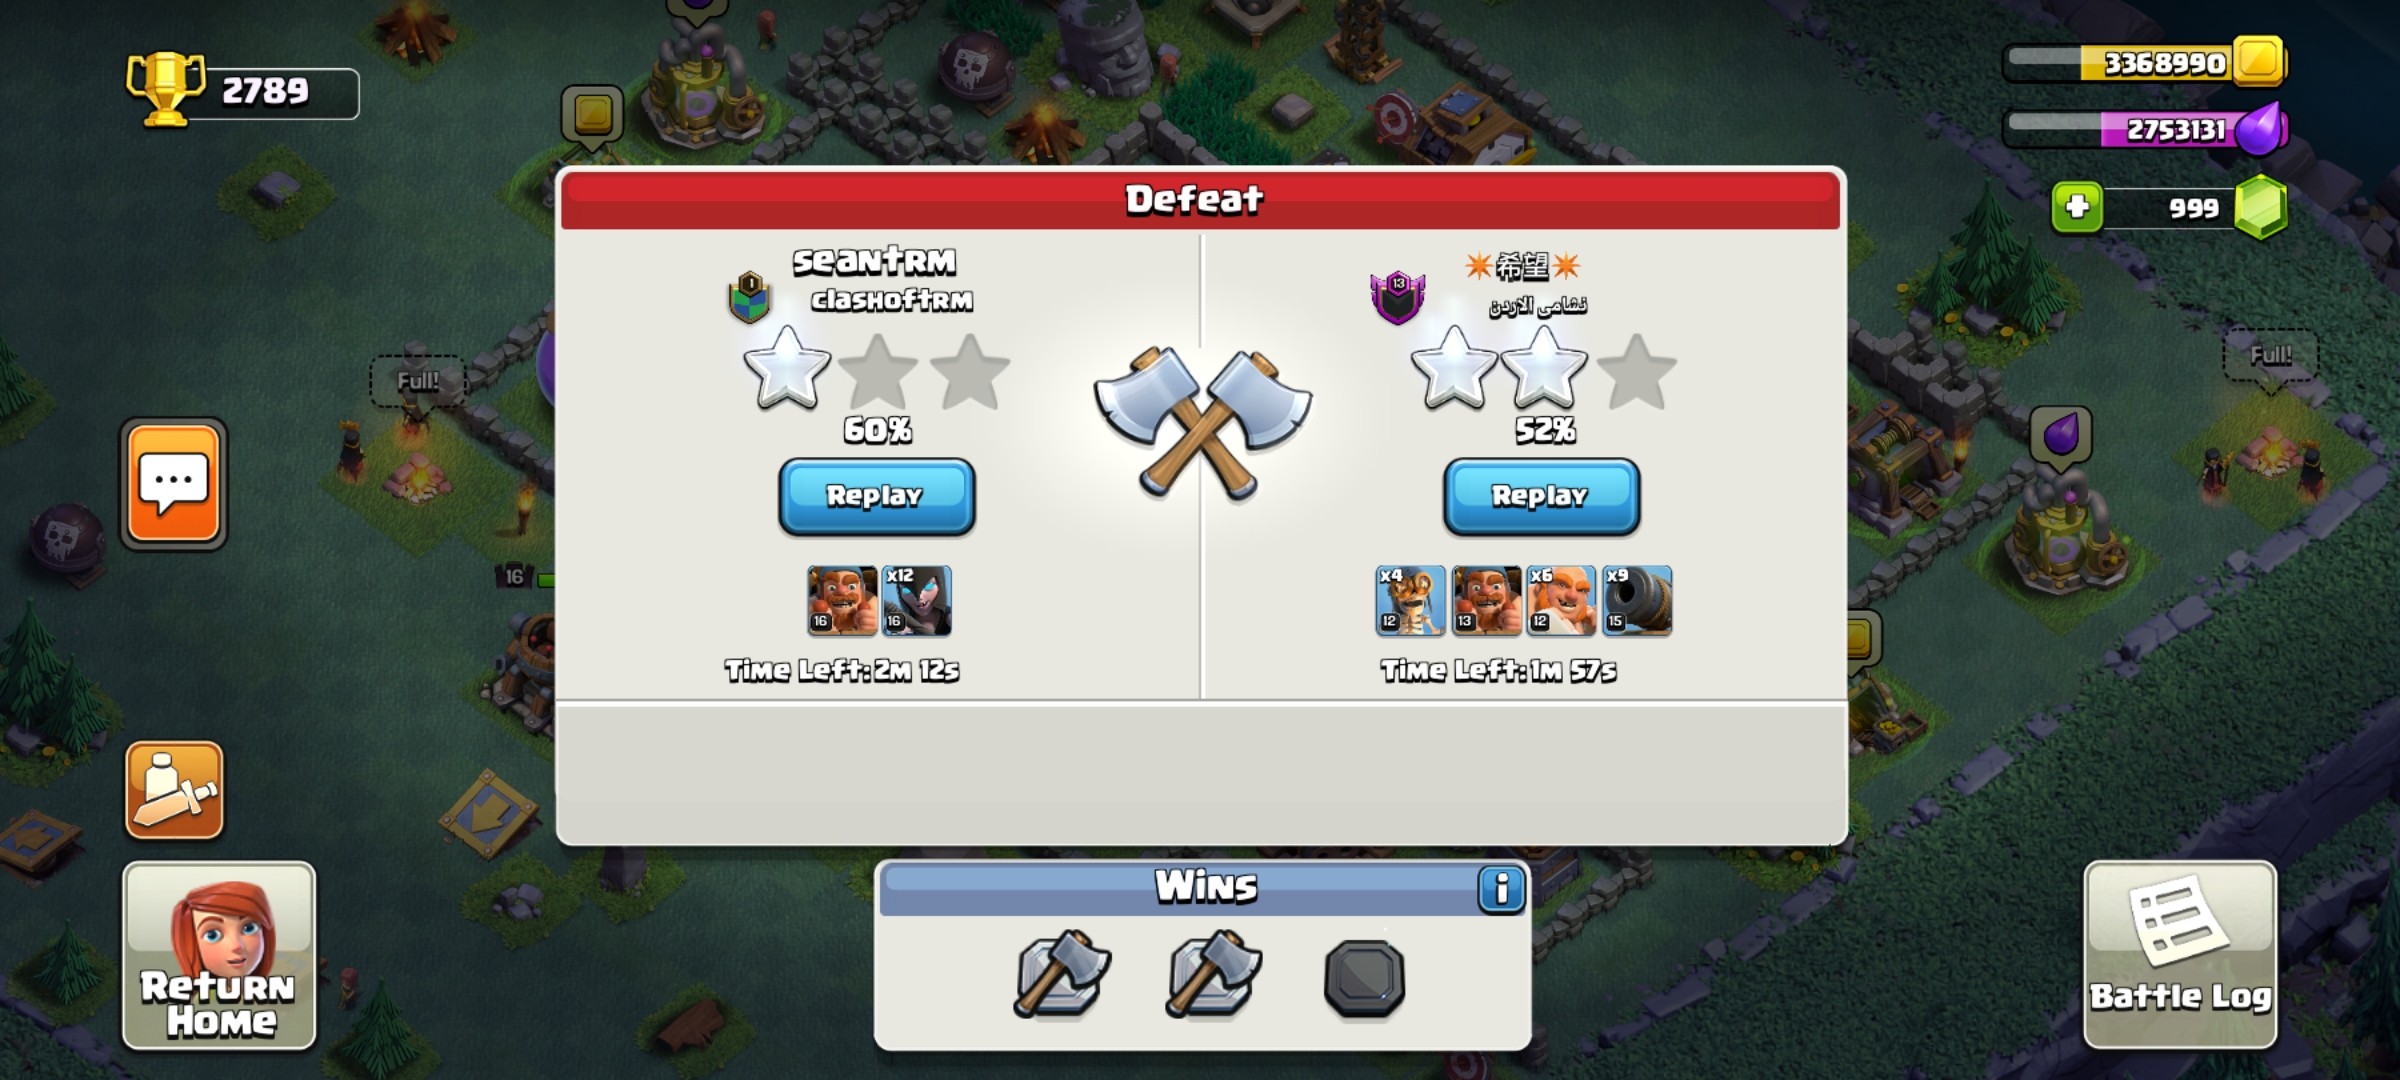 2789
3368990
2753131
999
Defeat
seantrm
clashoftrm
1
60%
Replay
x12
16
16
Time Left: 2m 12s
希望
نشامى الاردن
13
52%
Replay
x4
x6
x9
12
13
12
15
Time Left: 1m 57s
Full!
Full!
16
Wins
i
Return
Home
Battle Log